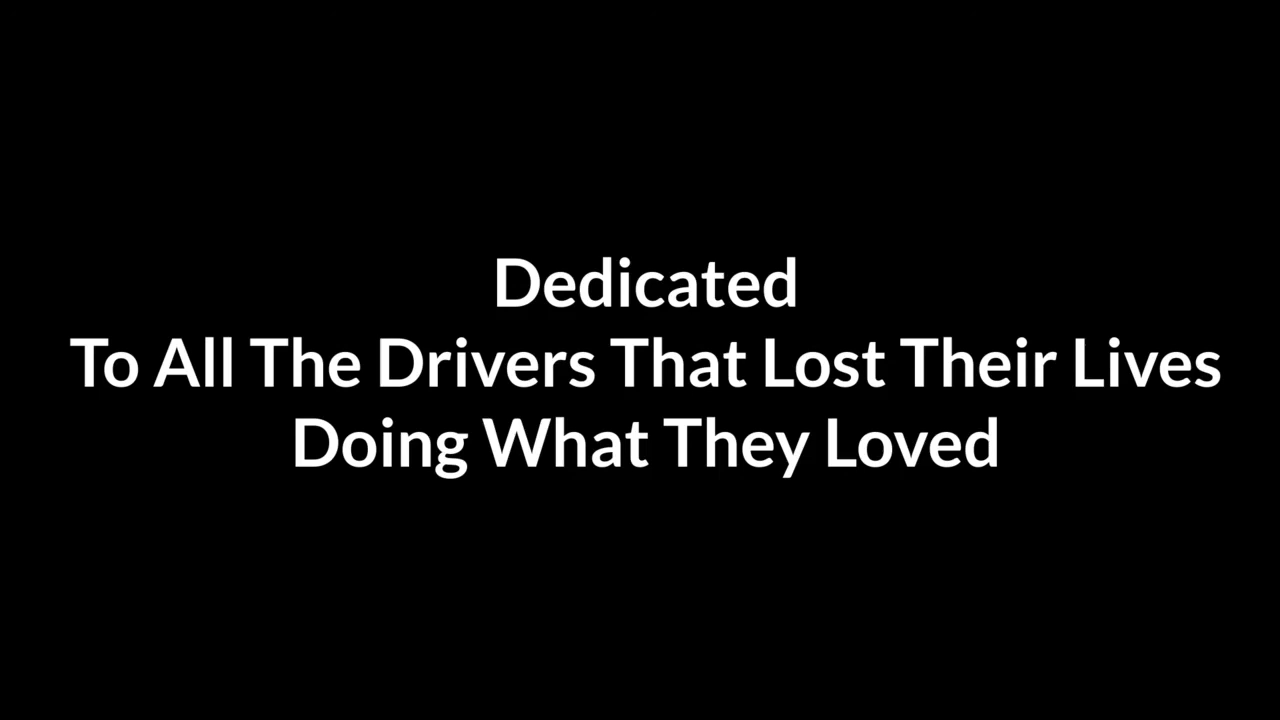 Dedicated
To All The Drivers That Lost Their Lives
Doing What They Loved